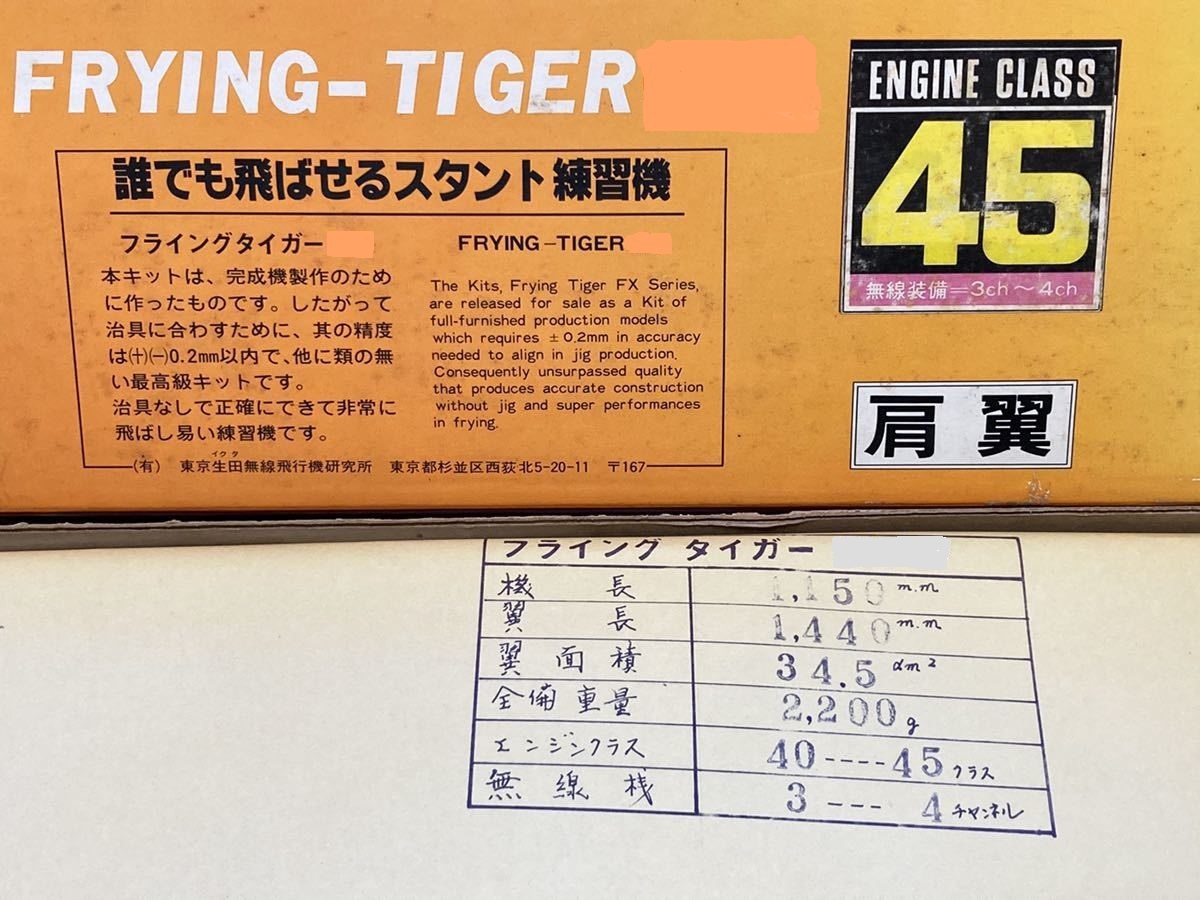 FRYING-TIGER
ENGINE CLASS
45
無線装備=3ch～4ch
肩翼
誰でも飛ばせるスタント練習機
フライングタイガー
本キットは、完成機製作のため
に作ったものです。したがって
治具に合わすために、其の精度
は(+)(-)0.2mm以内で、他に類の無
い最高級キットです。
治具なしで正確にできて非常に
飛ばし易い練習機です。
FRYING-TIGER
The Kits, Frying Tiger FX Series,
are released for sale as a Kit of
full-furnished production models
which requires ±0.2mm in accuracy
needed to align in jig production.
Consequently unsurpassed quality
that produces accurate construction
without jig and super performances
in frying.
イクタ
(有) 東京生田無線飛行機研究所 東京都杉並区西荻北5-20-11 〒167
フライング タイガー
機長 1,150 m.m
翼長 1,440 m.m
翼面積 34.5 dm²
全備重量 2,200g
エンジンクラス 40----45クラス
無線機 3--- 4チャンネル